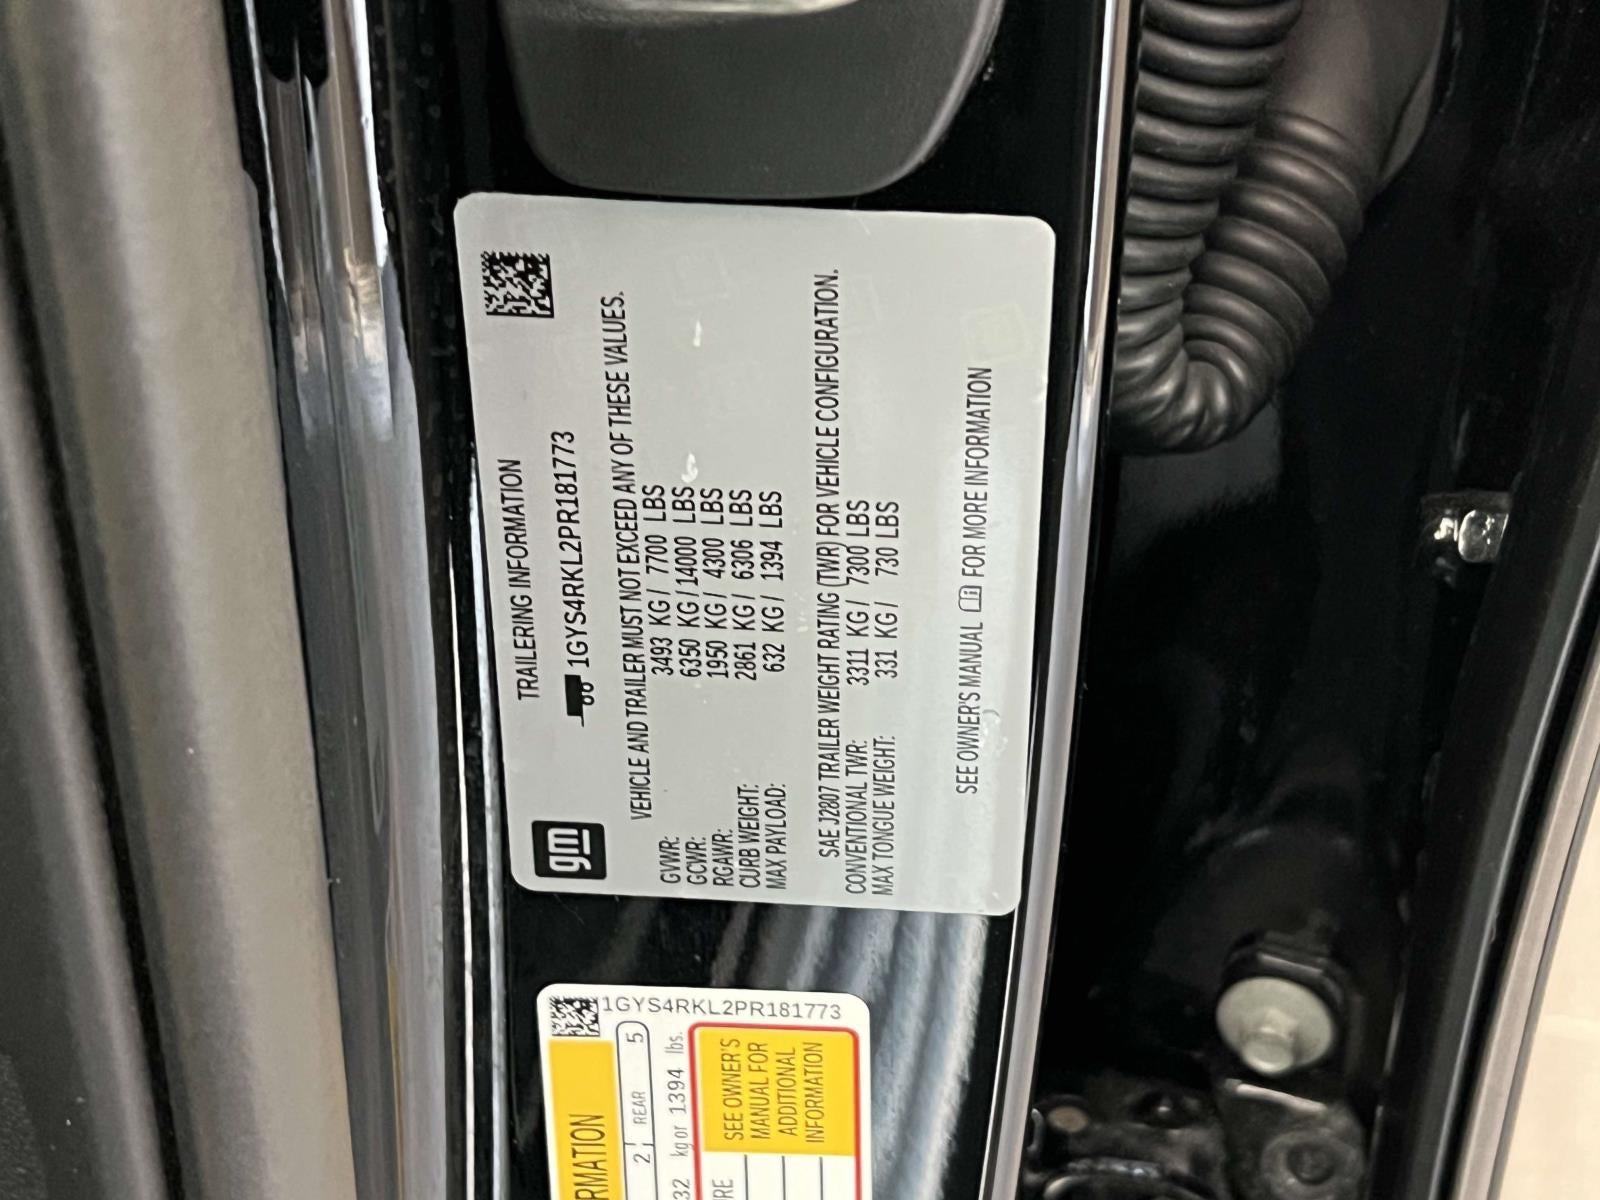 TRAILERING INFORMATION
gm
1GYS4RKL2PR181773
VEHICLE AND TRAILER MUST NOT EXCEED ANY OF THESE VALUES.
GVWR: 3493 KG / 7700 LBS
GCWR: 6350 KG / 14000 LBS
RGAWR: 1950 KG / 4300 LBS
CURB WEIGHT: 2861 KG / 6306 LBS
MAX PAYLOAD: 632 KG / 1394 LBS
SAE J2807 TRAILER WEIGHT RATING (TWR) FOR VEHICLE CONFIGURATION.
CONVENTIONAL TWR: 3311 KG / 7300 LBS
MAX TONGUE WEIGHT: 331 KG / 730 LBS
SEE OWNER'S MANUAL FOR MORE INFORMATION
RMATION
1GYS4RKL2PR181773
2 REAR 5
32 kg or 1394 lbs.
IRE
SEE OWNER'S
MANUAL FOR
ADDITIONAL
INFORMATION